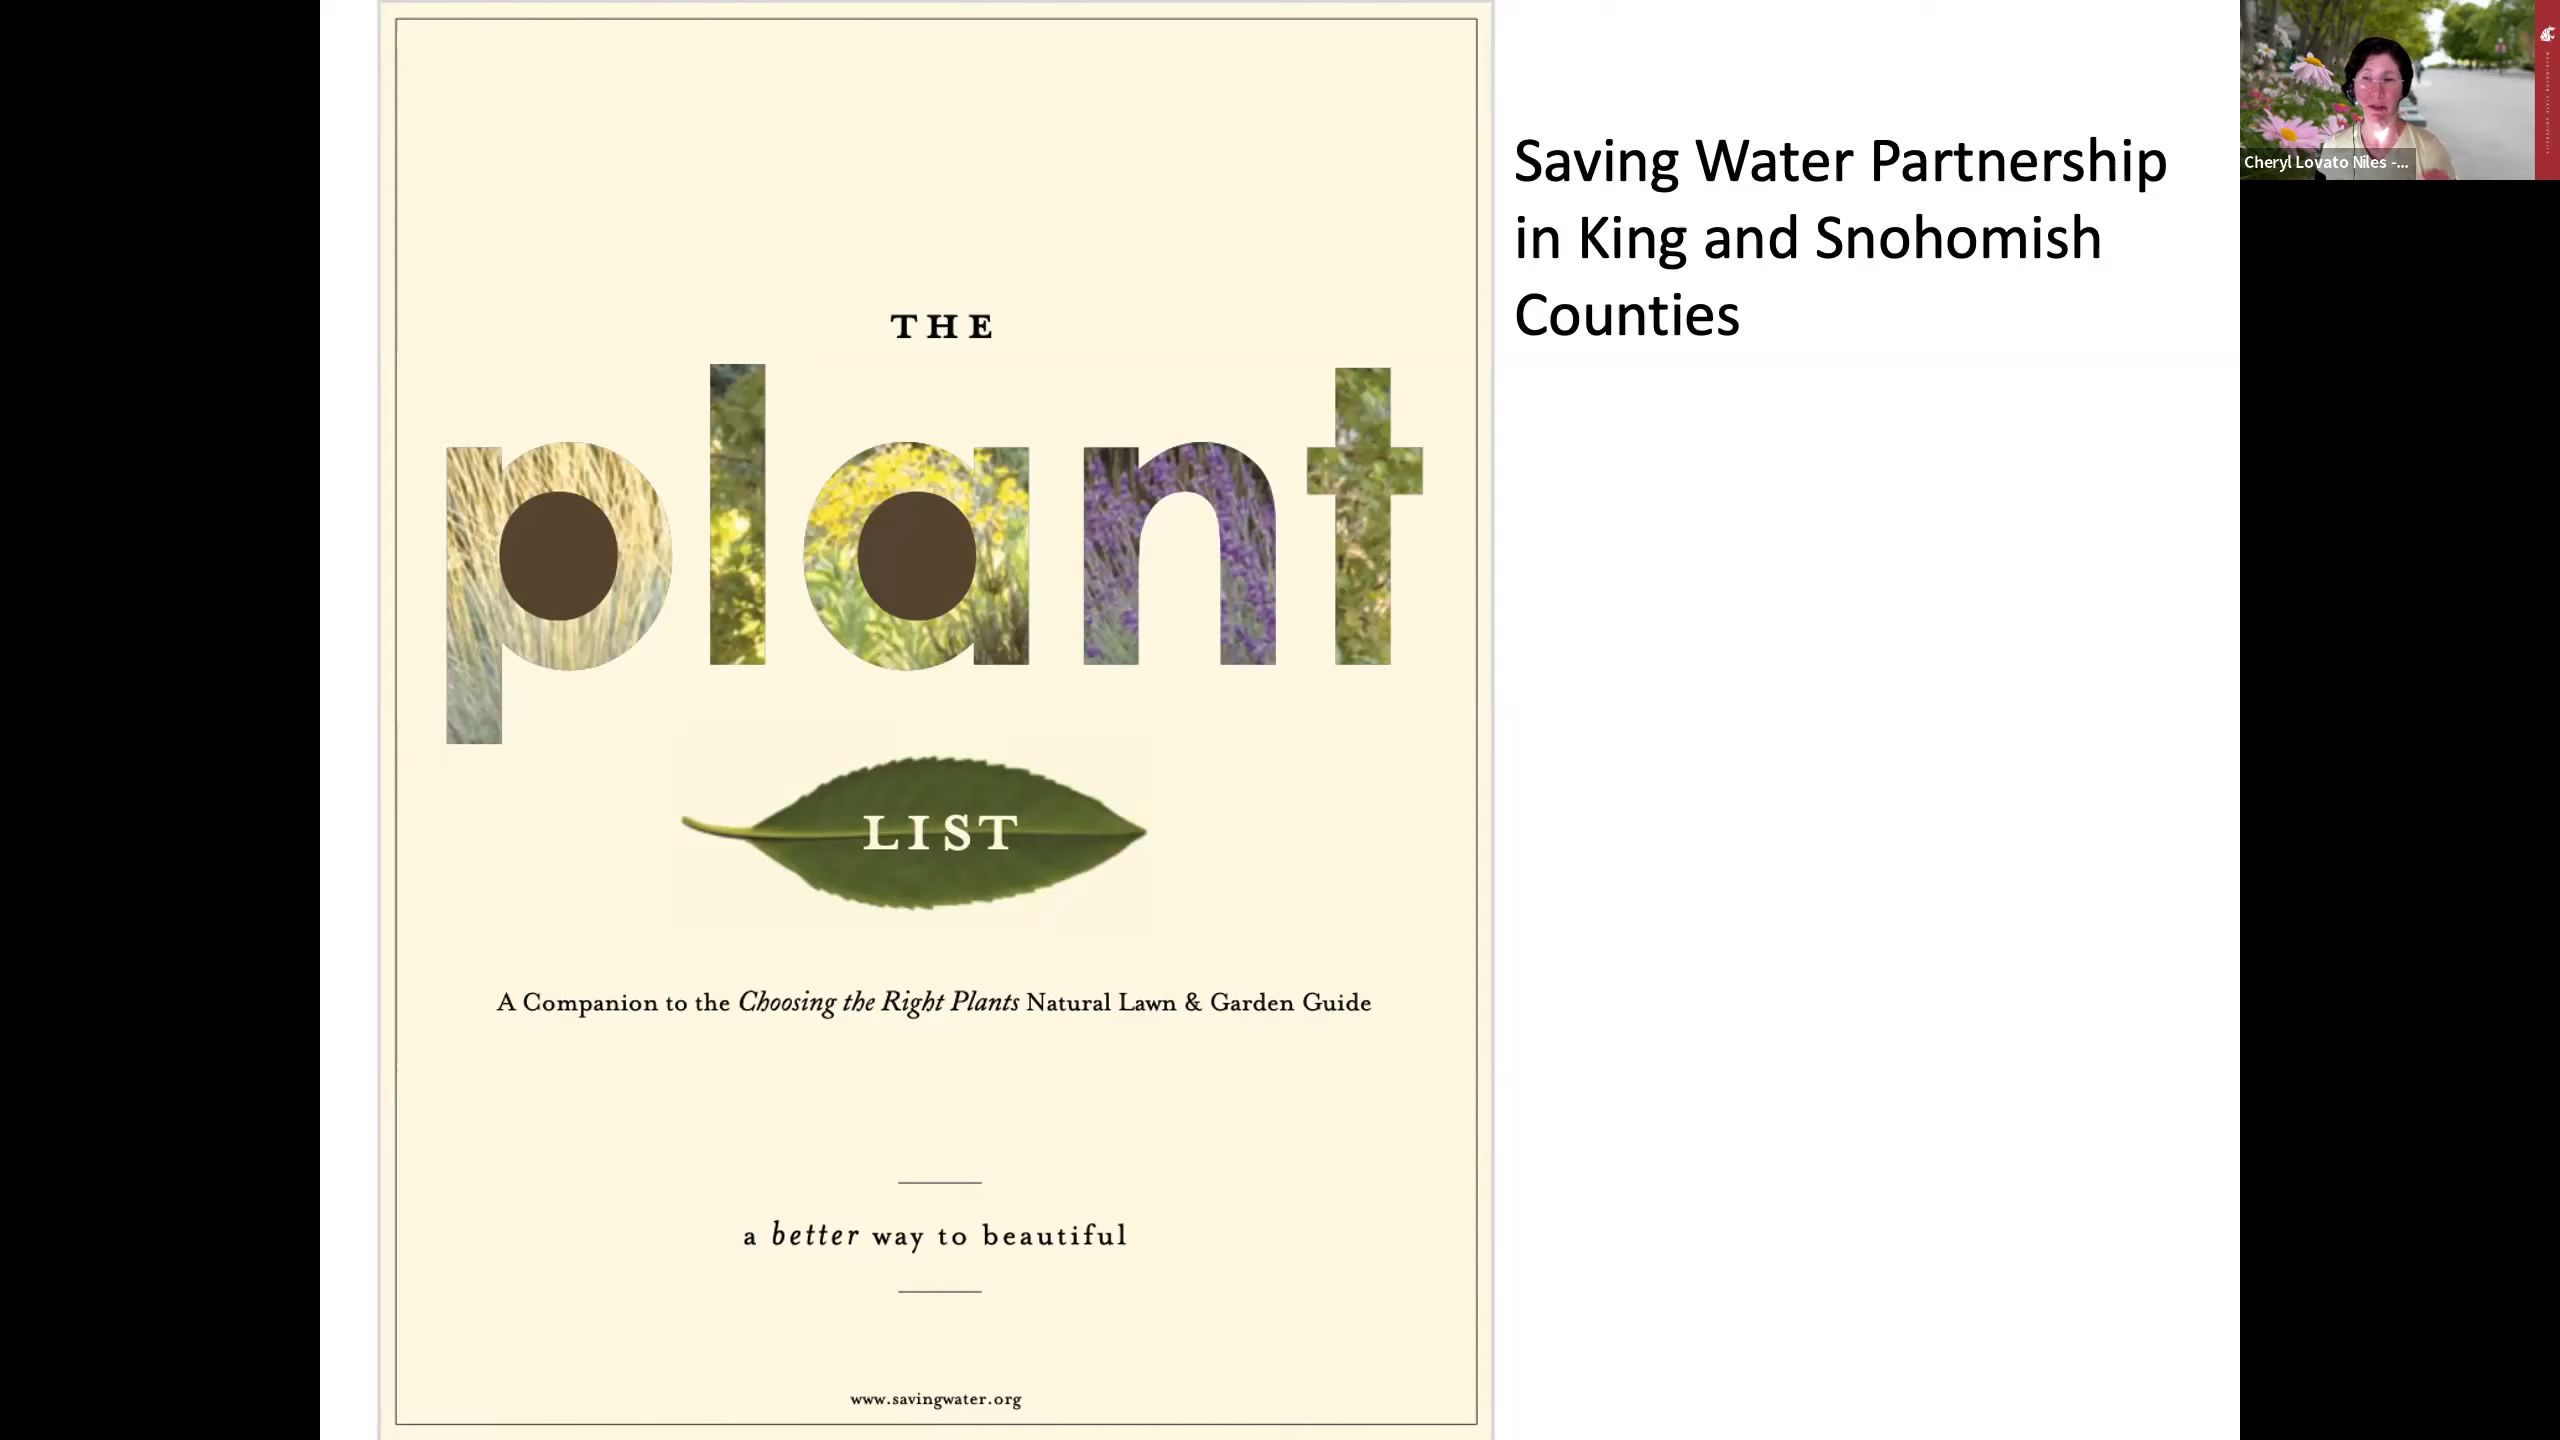 THE
plant
LIST
A Companion to the Choosing the Right Plants Natural Lawn & Garden Guide
a better way to beautiful
www.savingwater.org
Saving Water Partnership
in King and Snohomish
Counties
Cheryl Lovato Niles -...